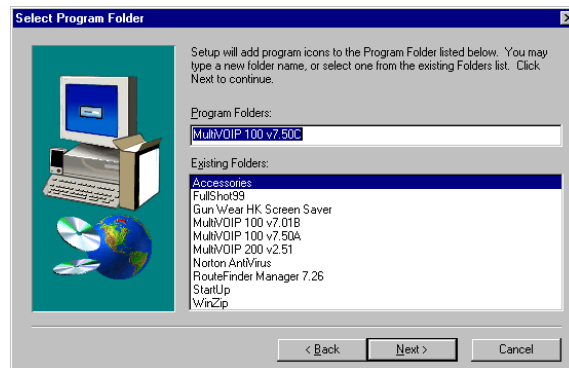 Select Program Folder
Setup will add program icons to the Program Folder listed below. You may
type a new folder name, or select one from the existing Folders list. Click
Next to continue.
Program Folders:
MultiVOIP 100 v7.50C
Existing Folders:
Accessories
FullShot99
Gun Wear HK Screen Saver
MultiVOIP 100 v7.01B
MultiVOIP 100 v7.50A
MultiVOIP 200 v2.51
Norton AntiVirus
RouteFinder Manager 7.26
StartUp
WinZip
< Back
Next >
Cancel